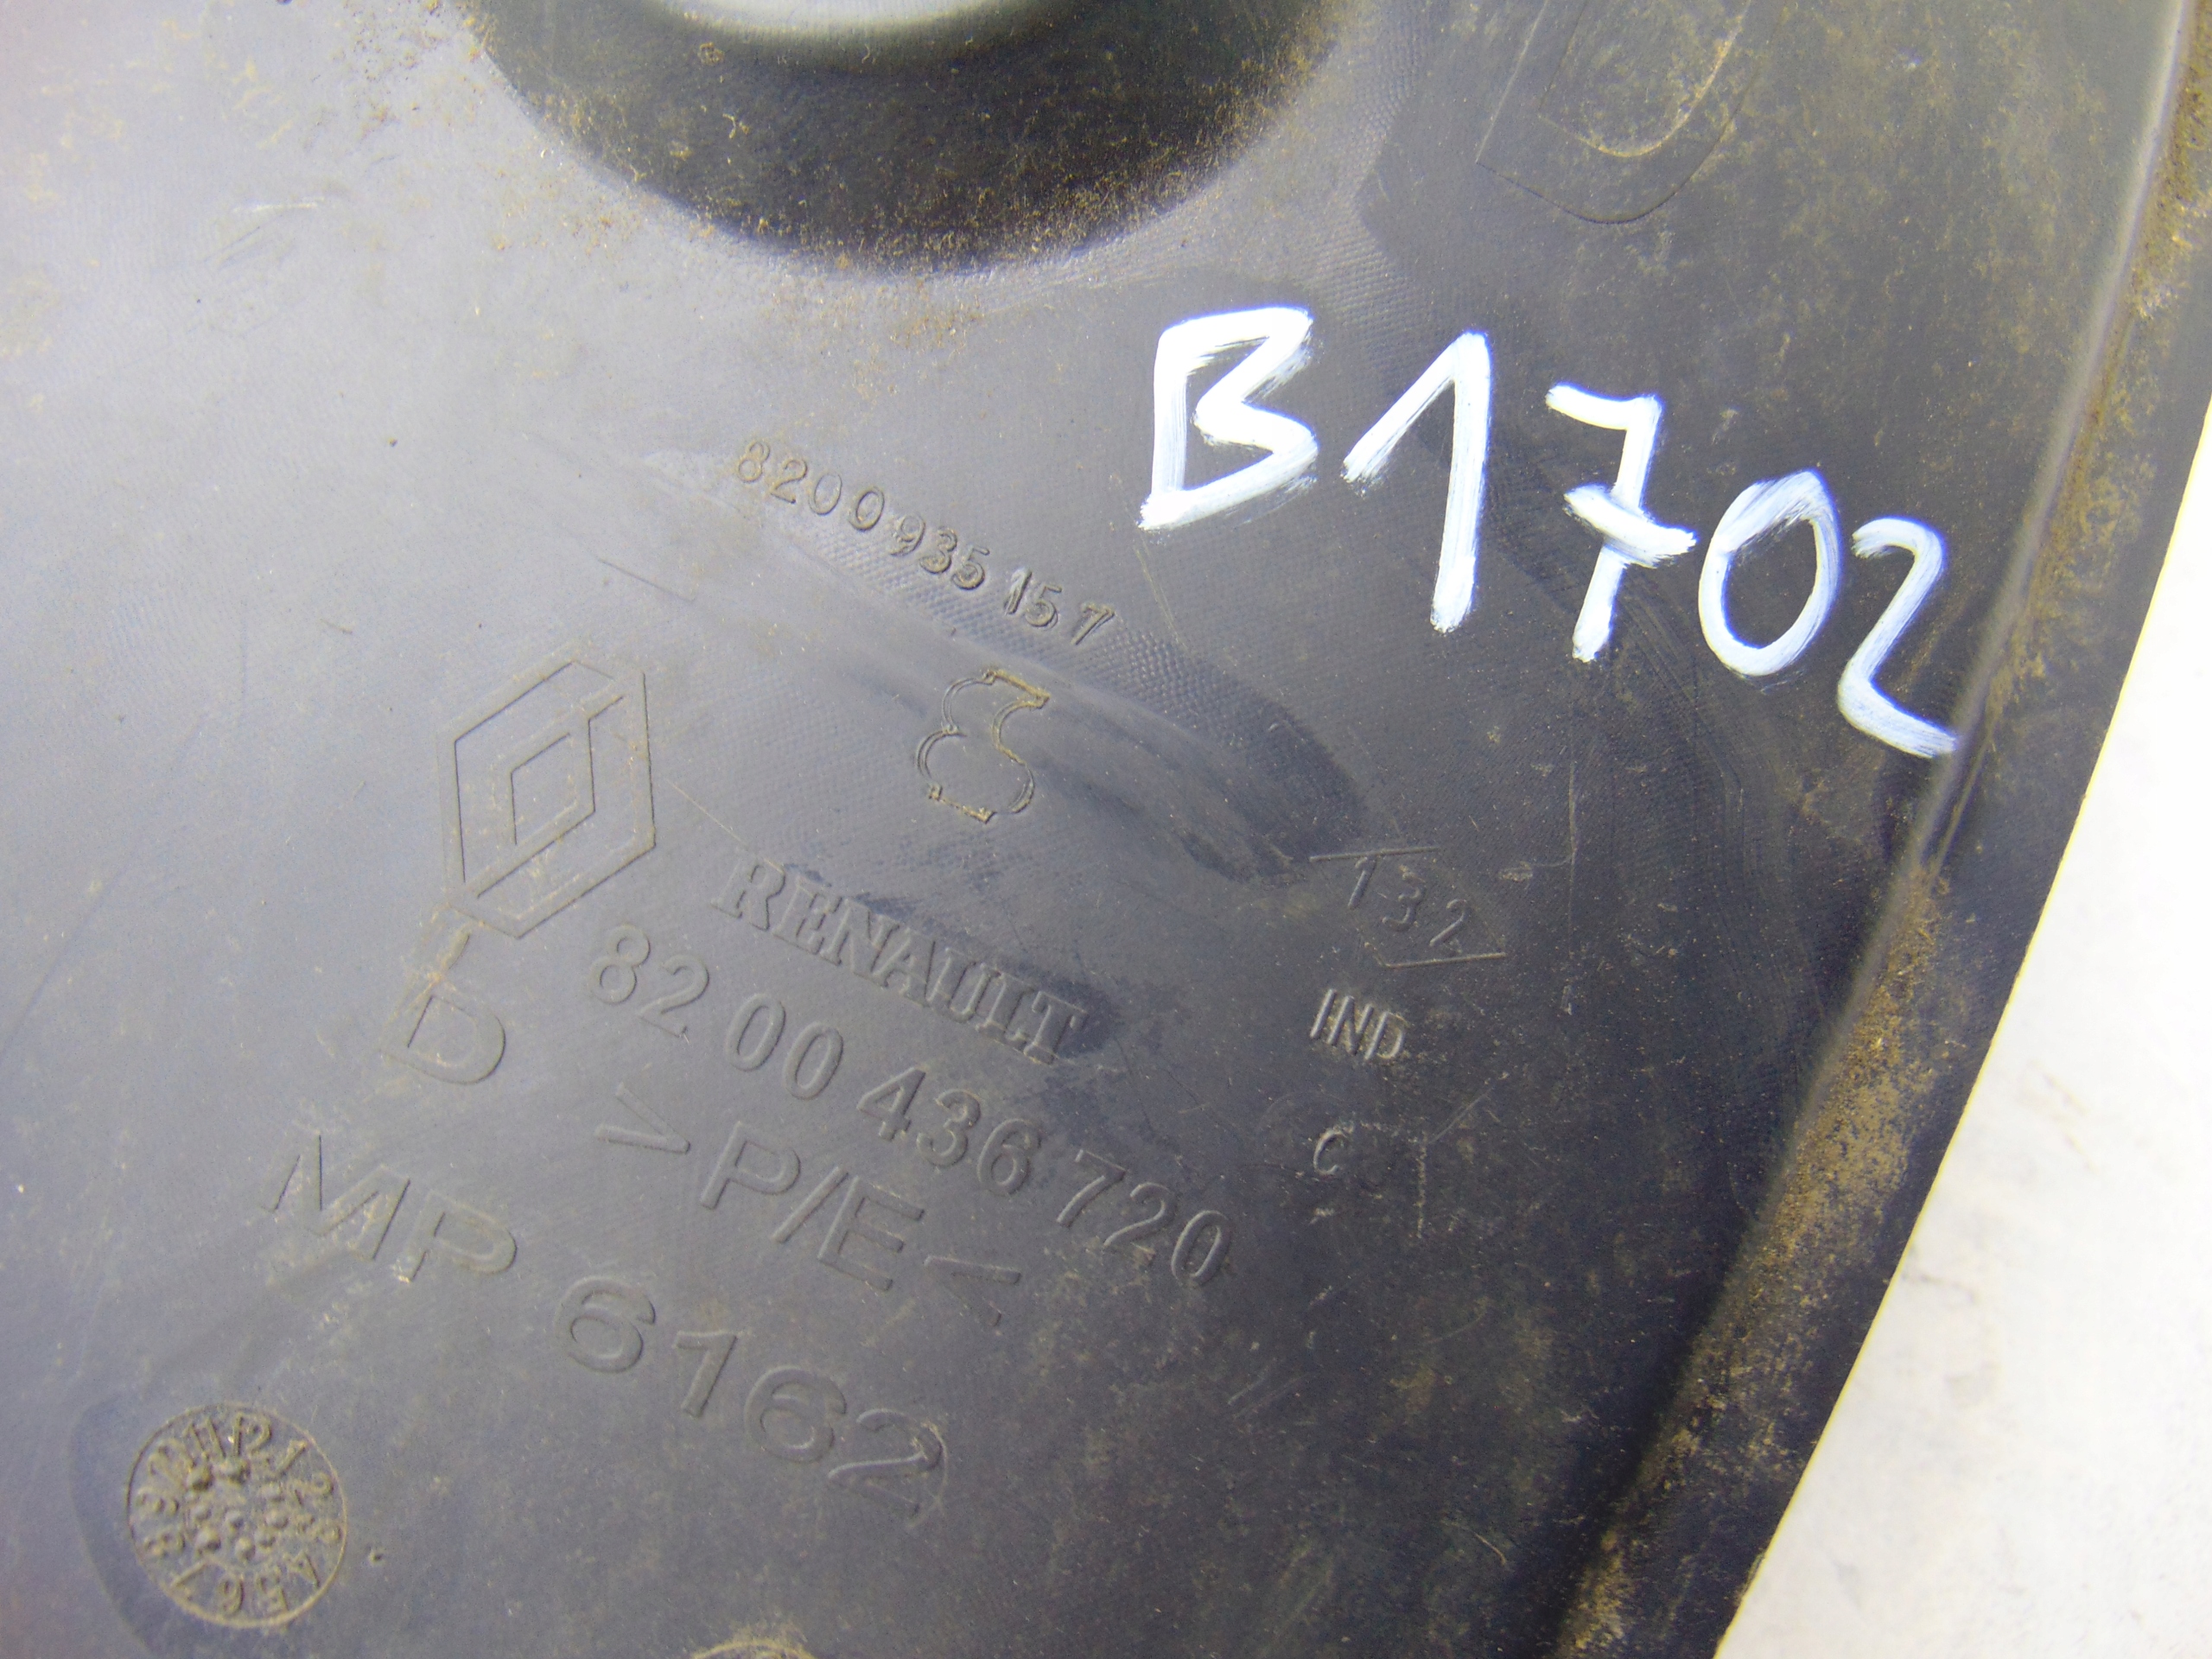 B1702
8200935157
RENAULT
132
82 00 436 720
IND
C
D >P/E<
MP 6162